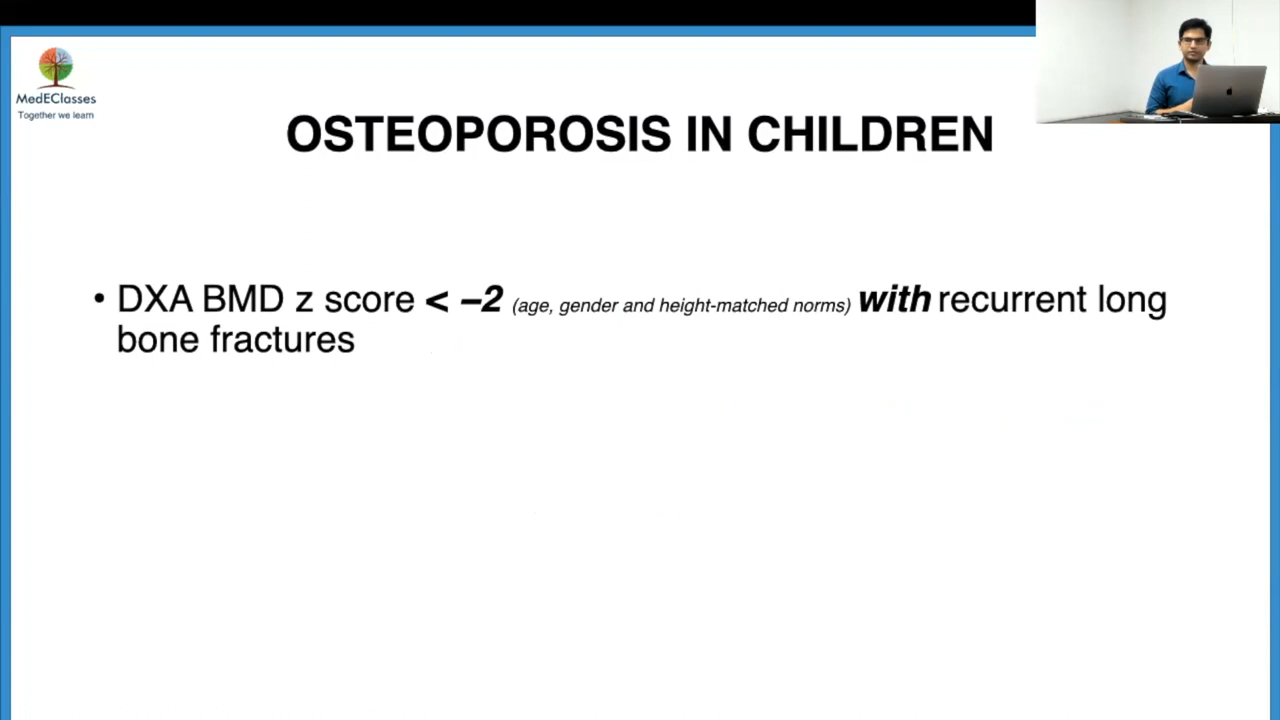 MedEClasses
Together we learn
OSTEOPOROSIS IN CHILDREN
• DXA BMD z score < –2 (age, gender and height-matched norms) with recurrent long
bone fractures